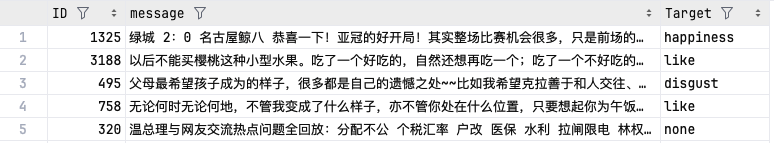 ID message Target
1 1325 绿城 2: 0 名古屋鲸八 恭喜一下! 亚冠的好开局! 其实整场比赛机会很多，只是前场的… happiness
2 3188 以后不能买樱桃这种小型水果。吃了一个好吃的，自然还想再吃一个；吃了一个不好吃的… like
3 495 父母最希望孩子成为的样子，很多都是自己的遗憾之处~~比如我希望克拉善于和人交往、… disgust
4 758 无论何时无论何地，不管我变成了什么样子，亦不管你处在什么位置，只要想起你为午饭… like
5 320 温总理与网友交流热点问题全回放: 分配不公 个税汇率 户改 医保 水利 拉闸限电 林权… none